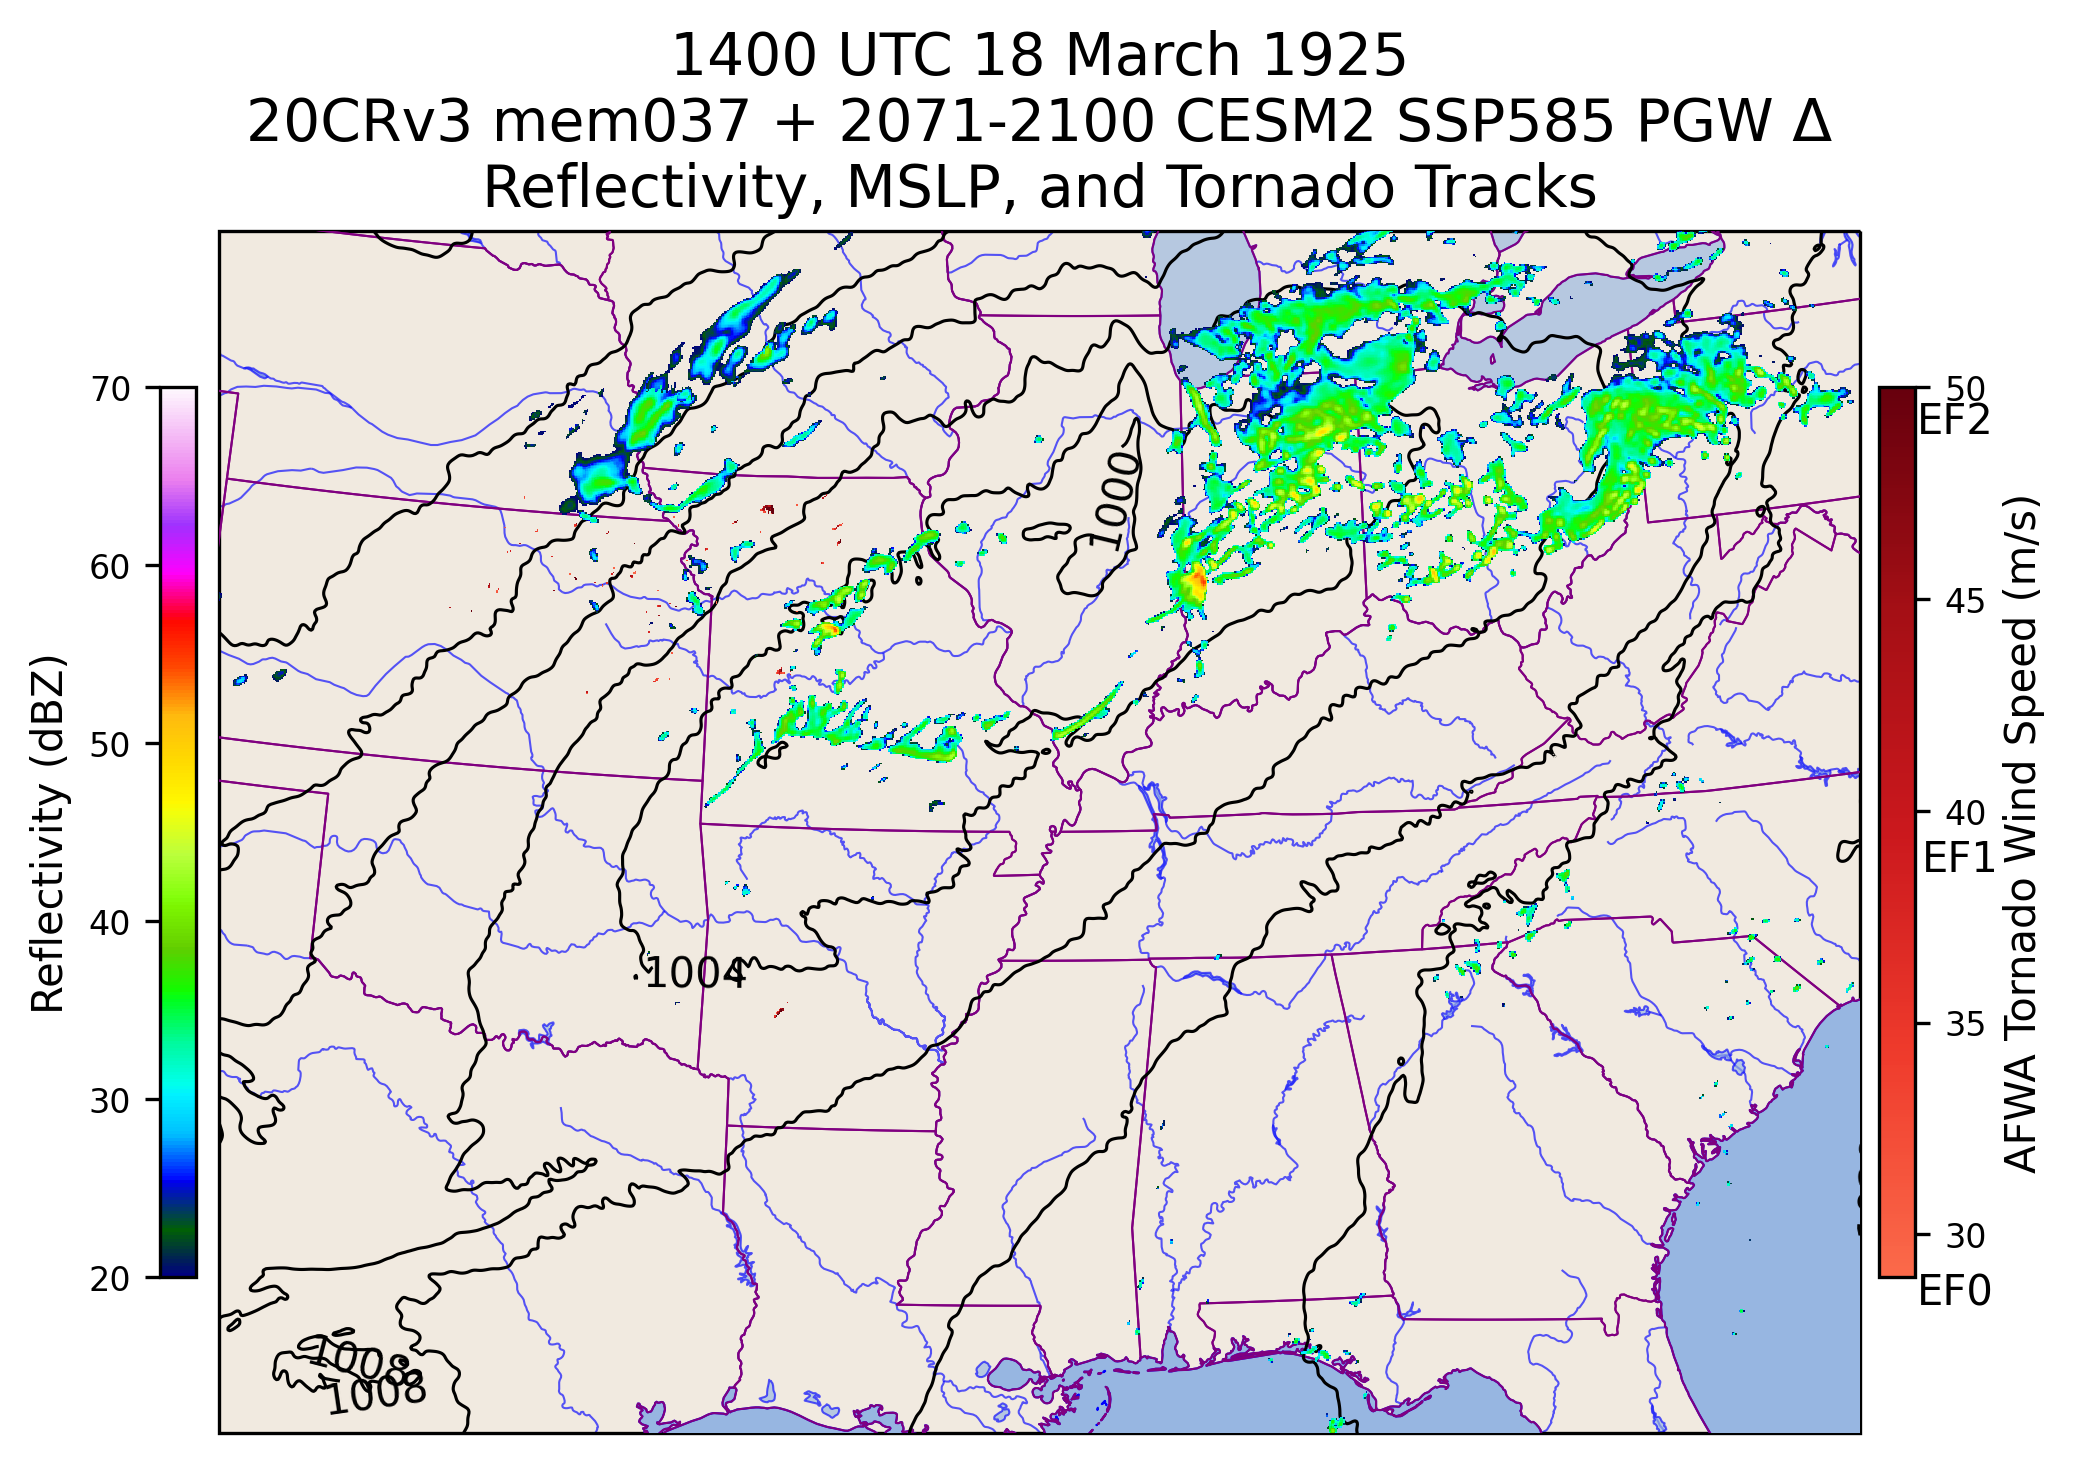 1400 UTC 18 March 1925
20CRv3 mem037 + 2071-2100 CESM2 SSP585 PGW Δ
Reflectivity, MSLP, and Tornado Tracks
70
60
50
40
30
20
Reflectivity (dBZ)
1000
1004
1008
1008
50
EF2
45
40
EF1
35
30
EF0
AFWA Tornado Wind Speed (m/s)